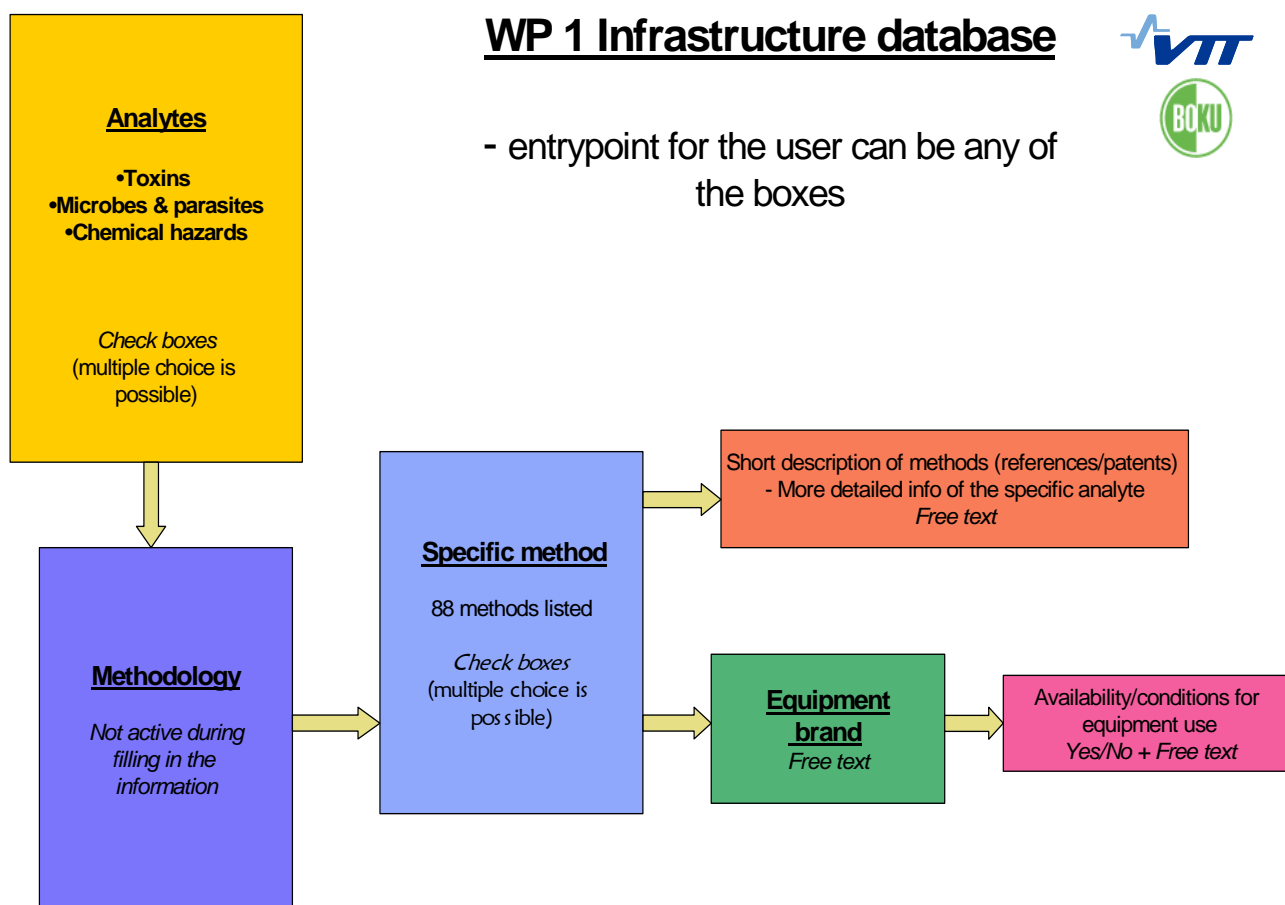 WP 1 Infrastructure database
VTT
BOKU
- entrypoint for the user can be any of
the boxes
Analytes
•Toxins
•Microbes & parasites
•Chemical hazards
Check boxes
(multiple choice is
possible)
Methodology
Not active during
filling in the
information
Specific method
88 methods listed
Check boxes
(multiple choice is
possible)
Short description of methods (references/patents)
- More detailed info of the specific analyte
Free text
Equipment
brand
Free text
Availability/conditions for
equipment use
Yes/No + Free text